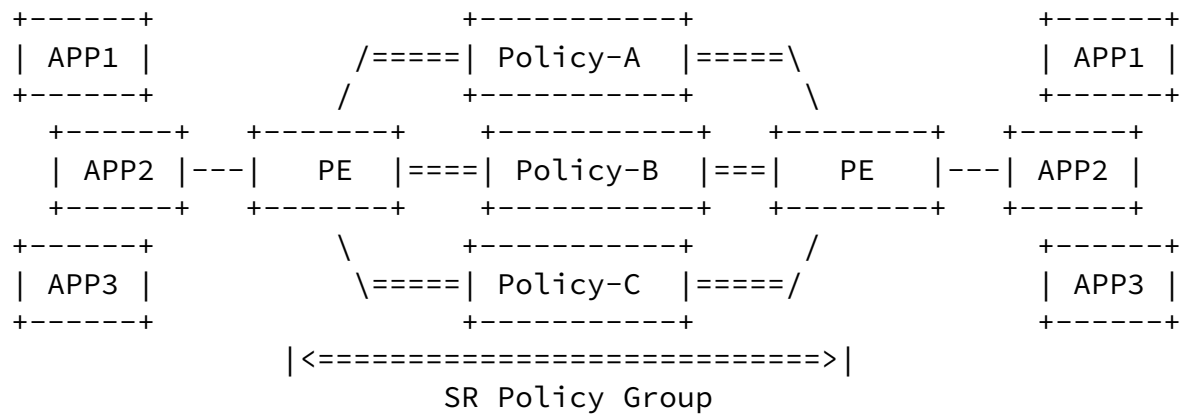 +------+                  +-----------+                   +------+
| APP1 |            /=====| Policy-A  |=====\             | APP1 |
+------+           /      +-----------+      \            +------+
  +------+   +-------+    +-----------+   +--------+   +------+
  | APP2 |---|   PE  |====| Policy-B  |===|   PE   |---| APP2 |
  +------+   +-------+    +-----------+   +--------+   +------+
+------+           \      +-----------+      /            +------+
| APP3 |            \=====| Policy-C  |=====/             | APP3 |
+------+                  +-----------+                   +------+
                |<============================>|
                         SR Policy Group